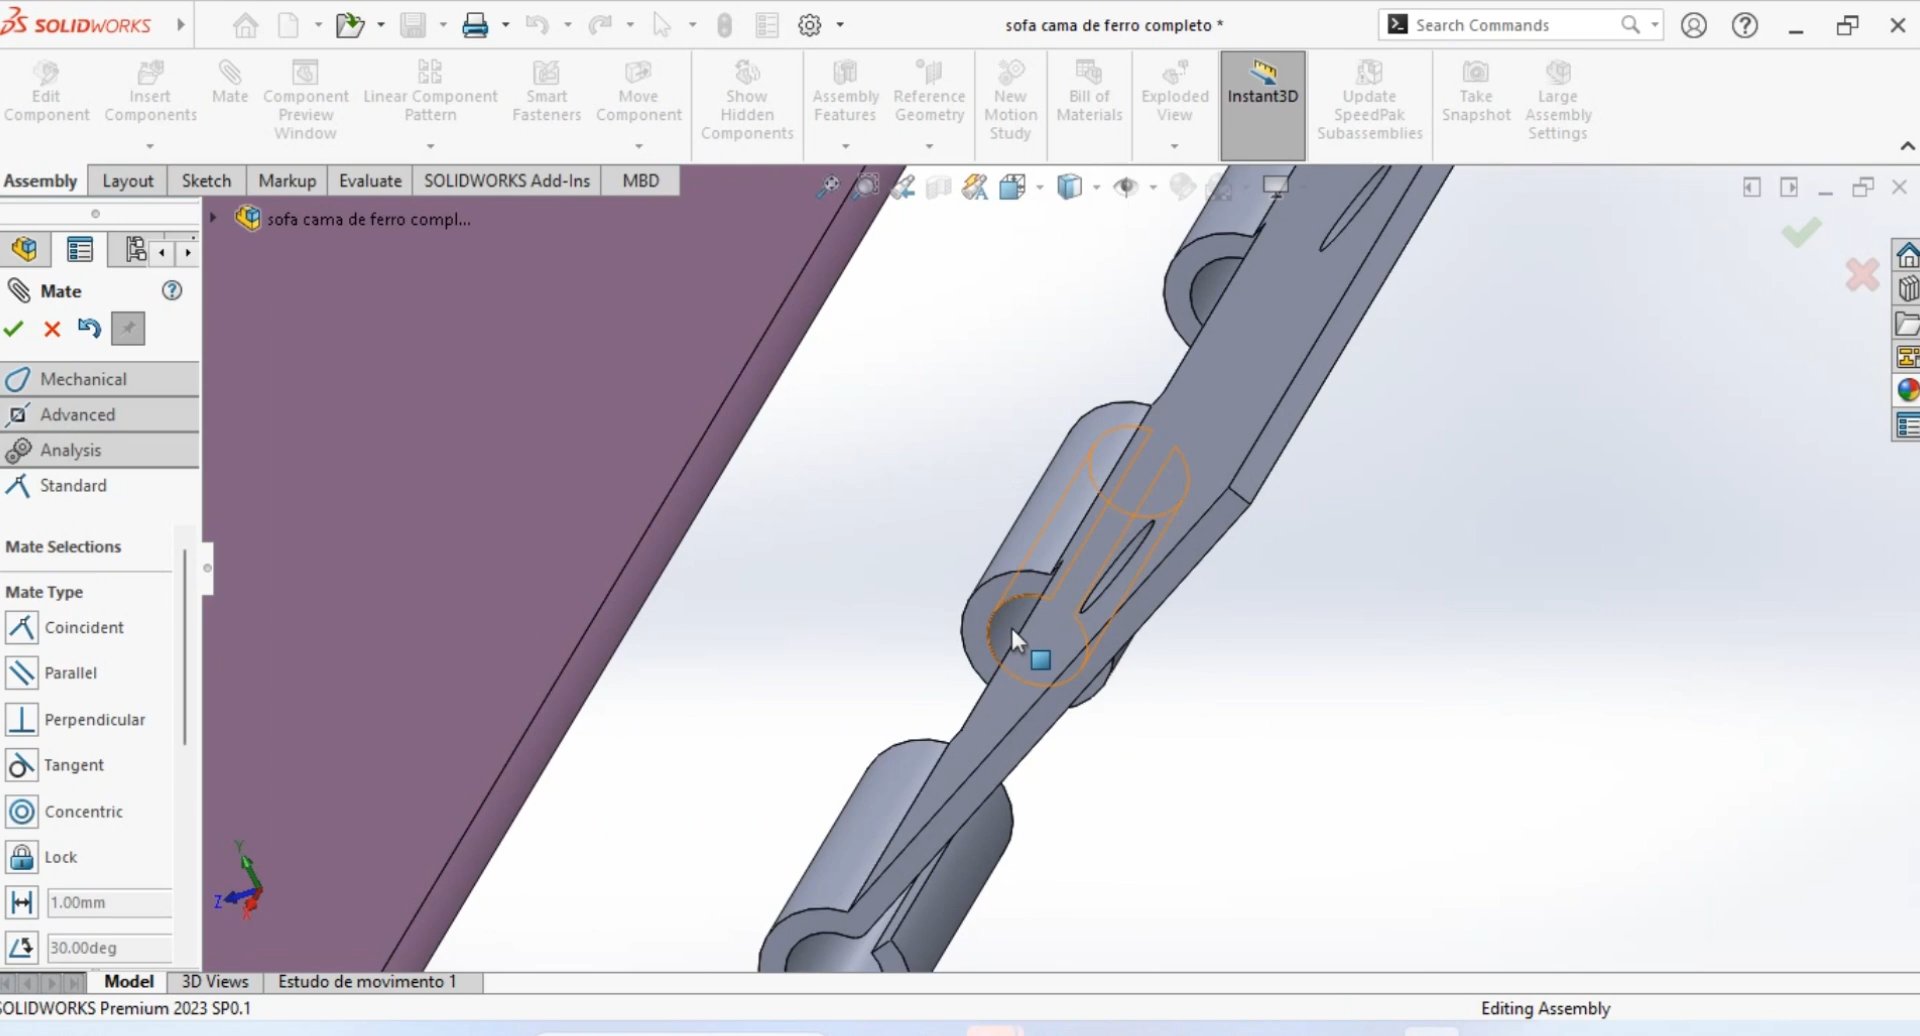 SOLIDWORKS
sofa cama de ferro completo *
Search Commands
Edit Component
Insert Components
Mate
Component Preview Window
Linear Component Pattern
Smart Fasteners
Move Component
Show Hidden Components
Assembly Features
Reference Geometry
New Motion Study
Bill of Materials
Exploded View
Instant3D
Update SpeedPak Subassemblies
Take Snapshot
Large Assembly Settings
Assembly
Layout
Sketch
Markup
Evaluate
SOLIDWORKS Add-Ins
MBD
sofa cama de ferro compl...
Mate
Mechanical
Advanced
Analysis
Standard
Mate Selections
Mate Type
Coincident
Parallel
Perpendicular
Tangent
Concentric
Lock
1.00mm
30.00deg
Y
Z
X
Model
3D Views
Estudo de movimento 1
SOLIDWORKS Premium 2023 SP0.1
Editing Assembly